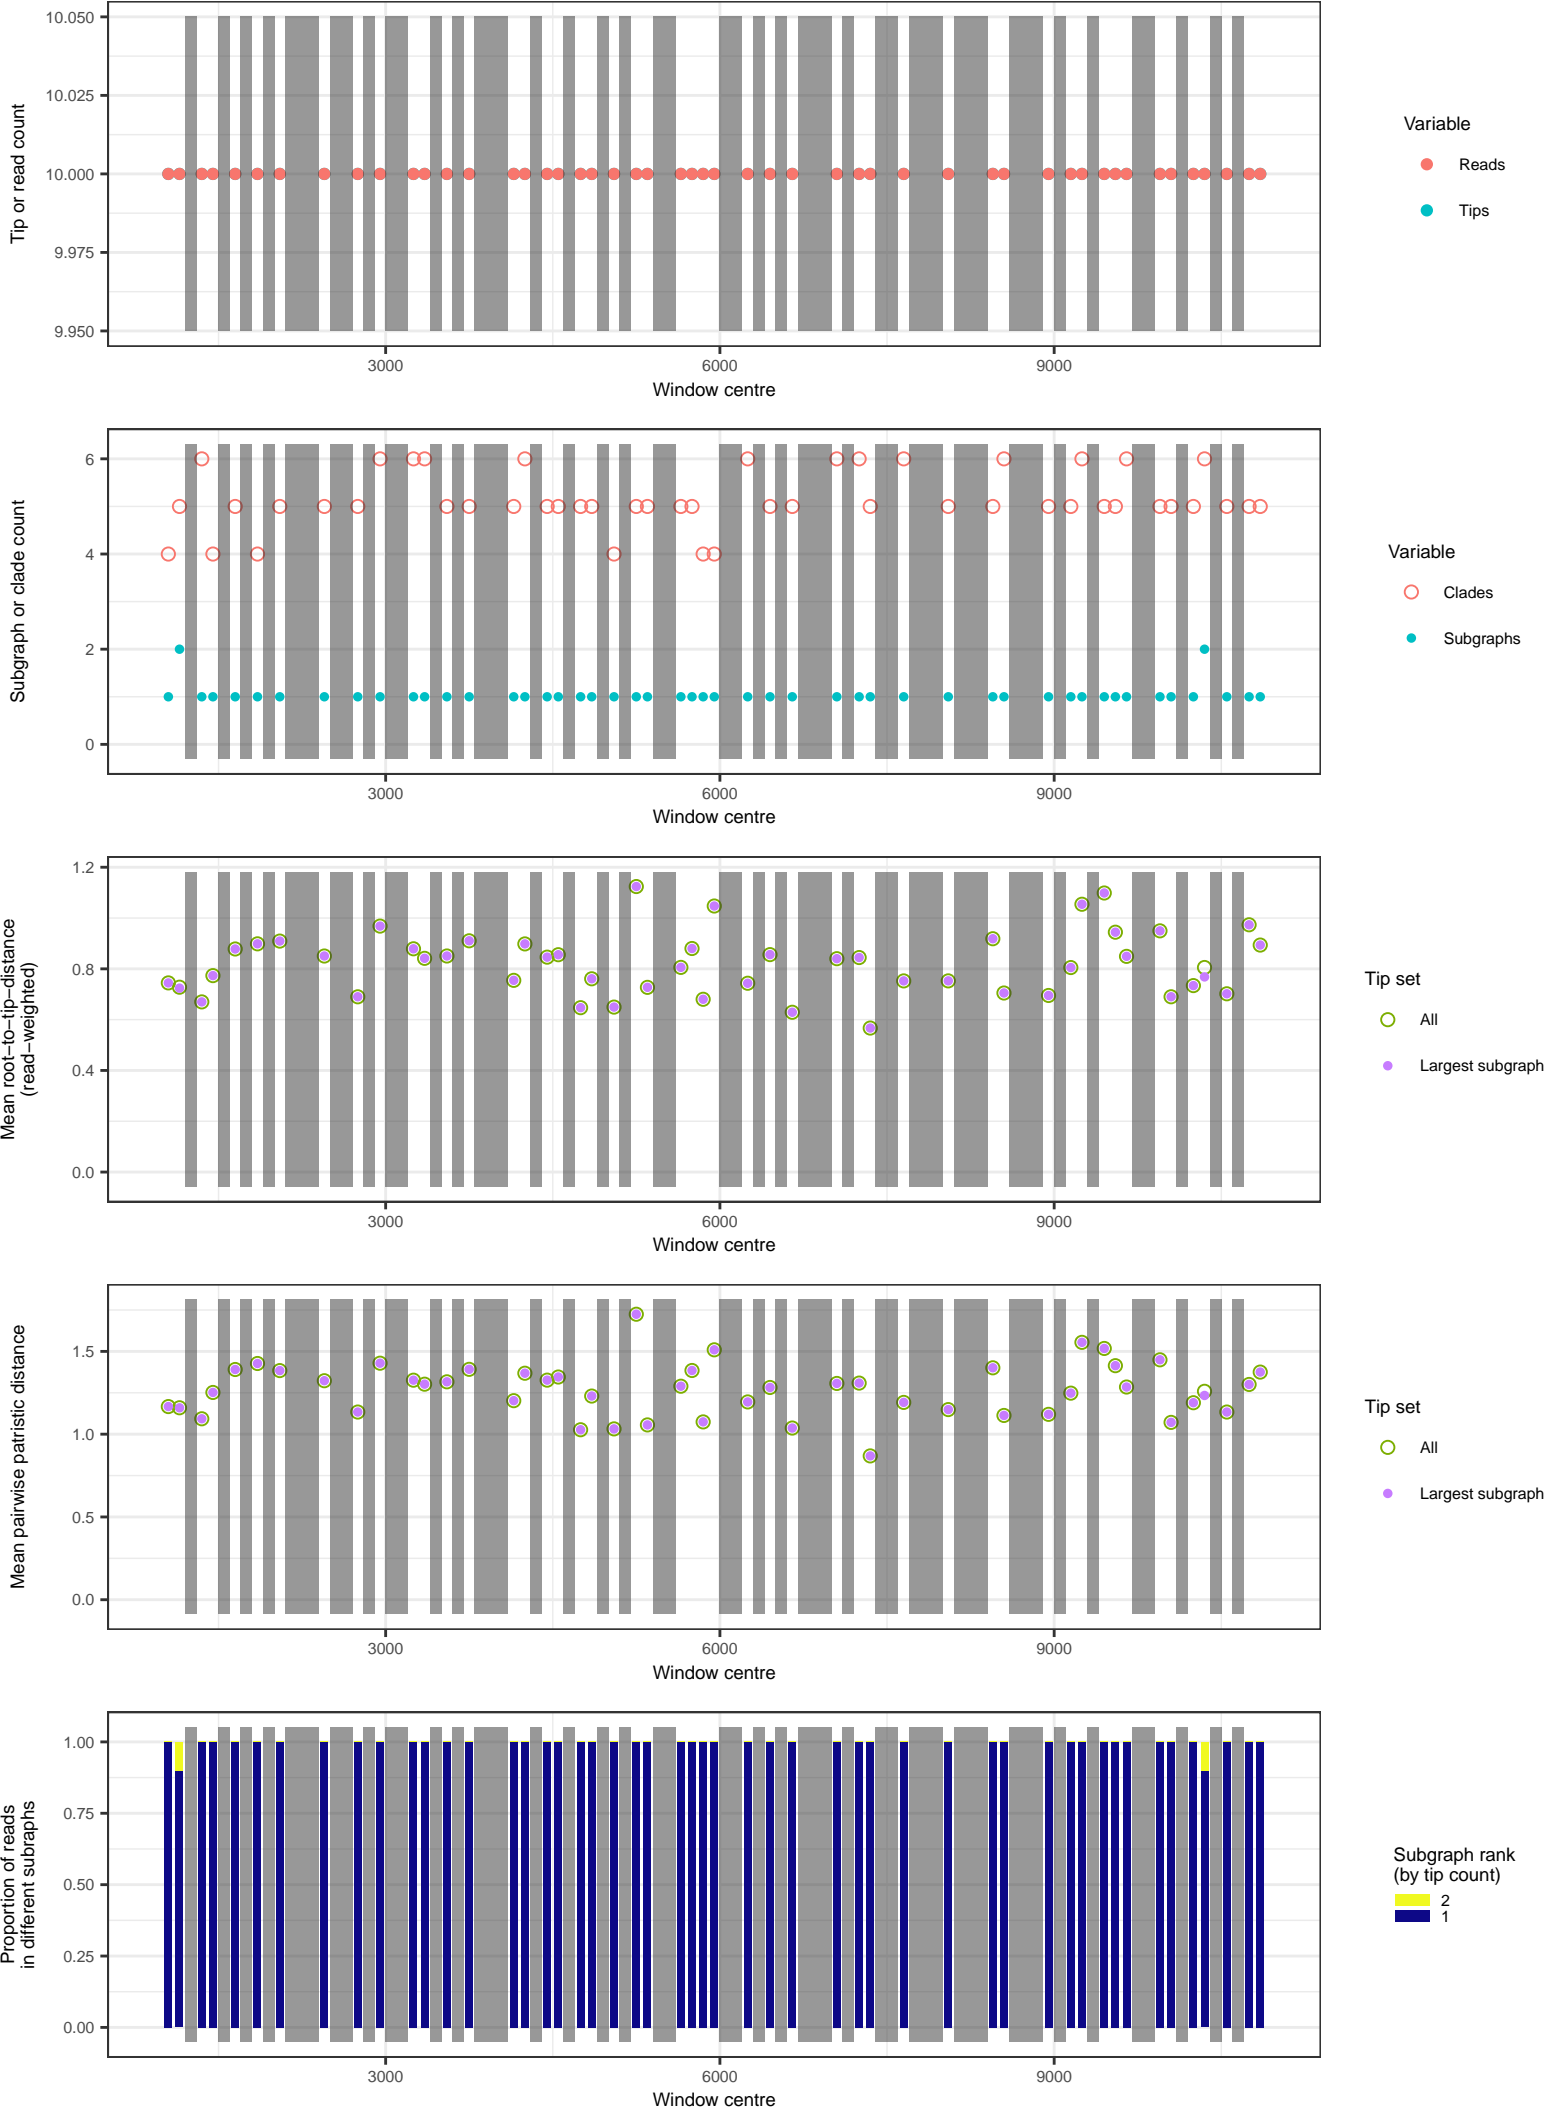 10.050
10.025
10.000
9.975
9.950
Tip or read count
3000
6000
9000
Window centre
Variable
Reads
Tips
6
4
2
0
Subgraph or clade count
3000
6000
9000
Window centre
Variable
Clades
Subgraphs
1.2
0.8
0.4
0.0
Mean root−to−tip−distance
(read−weighted)
3000
6000
9000
Window centre
Tip set
All
Largest subgraph
1.5
1.0
0.5
0.0
Mean pairwise patristic distance
3000
6000
9000
Window centre
Tip set
All
Largest subgraph
1.00
0.75
0.50
0.25
0.00
Proportion of reads
in different subraphs
3000
6000
9000
Window centre
Subgraph rank
(by tip count)
2
1